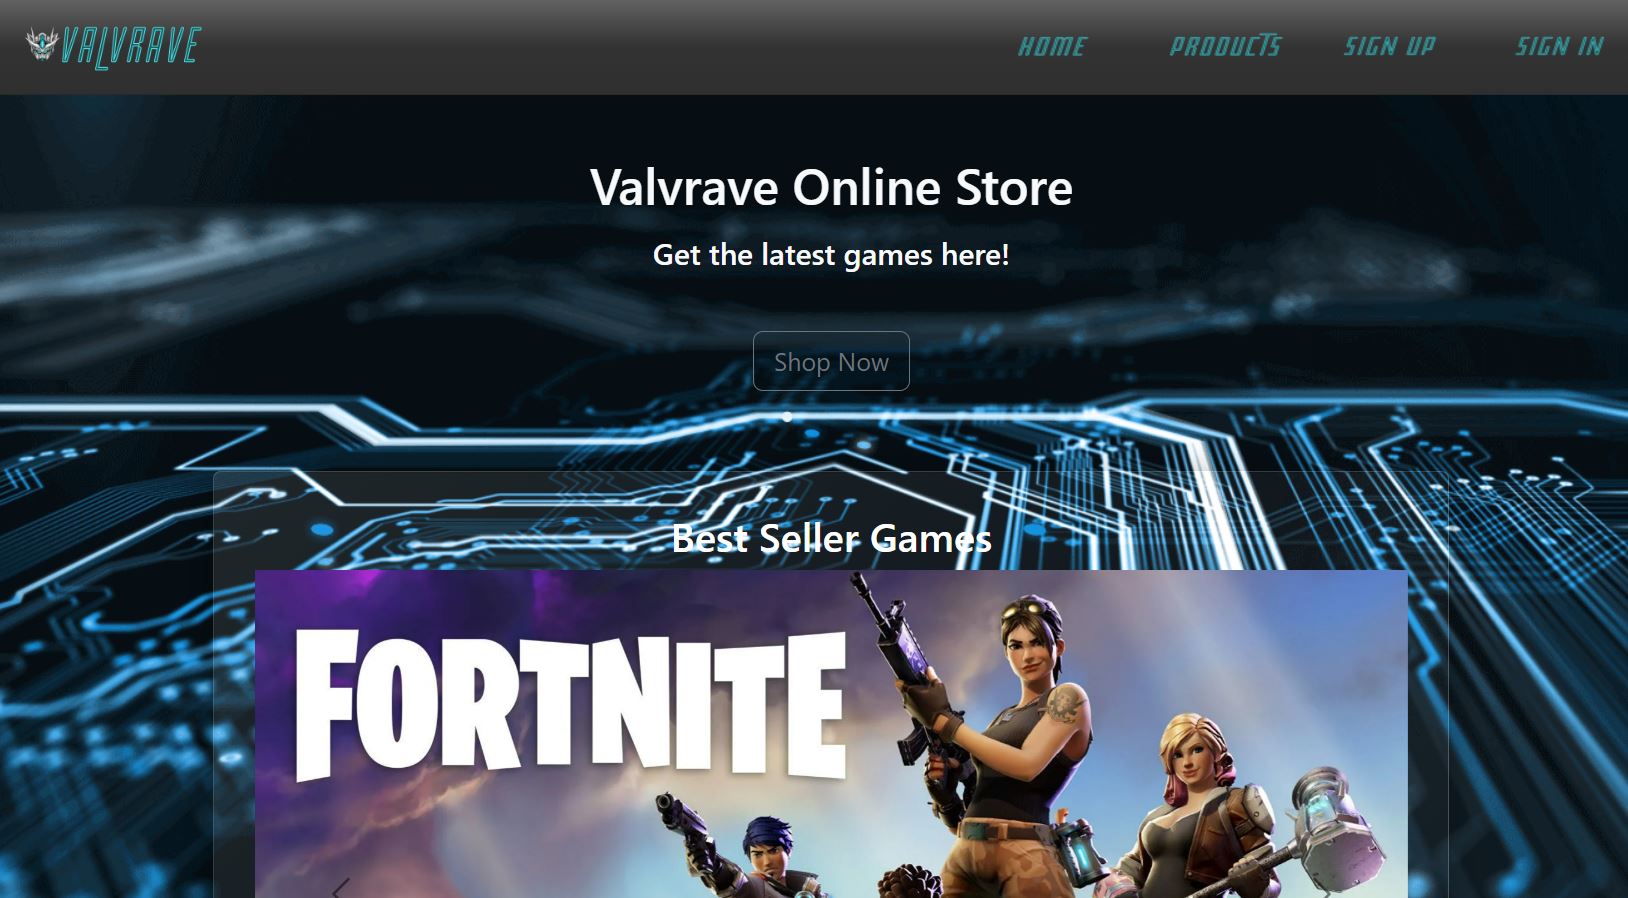 VALVRAVE
HOME PRODUCTS SIGN UP SIGN IN
Valvrave Online Store
Get the latest games here!
Shop Now
Best Seller Games
FORTNITE